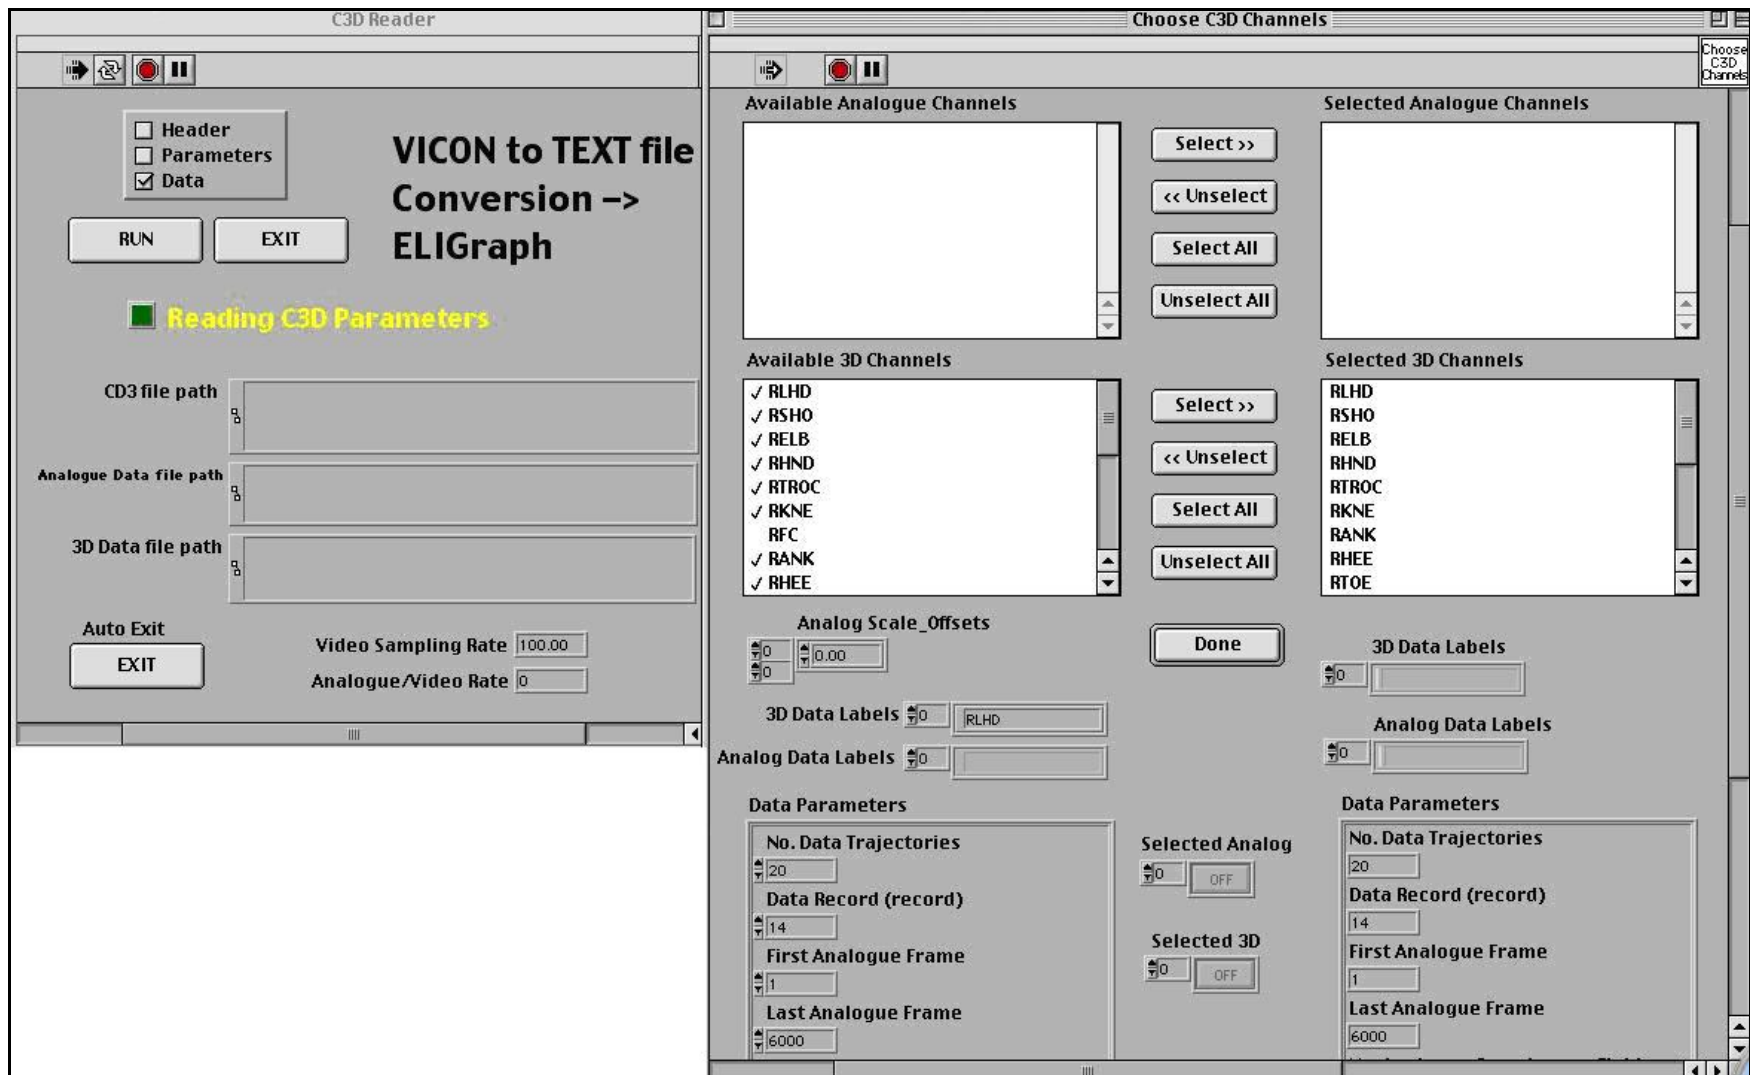 C3D Reader
Header
Parameters
Data
VICON to TEXT file
Conversion ->
ELIGraph
RUN
EXIT
Reading C3D Parameters
CD3 file path
Analogue Data file path
3D Data file path
Auto Exit
EXIT
Video Sampling Rate 100.00
Analogue/Video Rate 0
Choose C3D Channels
Choose
C3D
Channels
Available Analogue Channels
Select >>
<< Unselect
Select All
Unselect All
Selected Analogue Channels
Available 3D Channels
✓ RLHD
✓ RSHO
✓ RELB
✓ RHND
✓ RTROC
✓ RKNE
RFC
✓ RANK
✓ RHEE
Select >>
<< Unselect
Select All
Unselect All
Selected 3D Channels
RLHD
RSHO
RELB
RHND
RTROC
RKNE
RANK
RHEE
RTOE
Analog Scale_Offsets
0
0
0.00
Done
3D Data Labels
0
3D Data Labels 0 RLHD
Analog Data Labels 0
Analog Data Labels
0
Data Parameters
No. Data Trajectories
20
Data Record (record)
14
First Analogue Frame
1
Last Analogue Frame
6000
Selected Analog
0 OFF
Selected 3D
0 OFF
Data Parameters
No. Data Trajectories
20
Data Record (record)
14
First Analogue Frame
1
Last Analogue Frame
6000